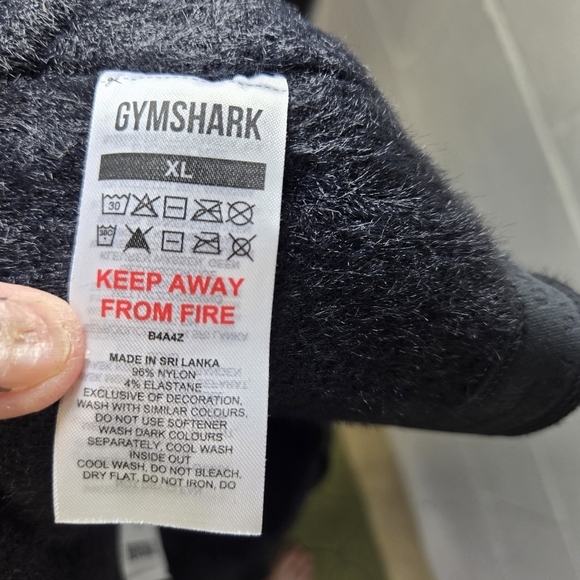 GYMSHARK
XL
30
30°C
KEEP AWAY
FROM FIRE
B4A4Z
MADE IN SRI LANKA
96% NYLON
4% ELASTANE
EXCLUSIVE OF DECORATION,
WASH WITH SIMILAR COLOURS,
DO NOT USE SOFTENER
WASH DARK COLOURS
SEPARATELY, COOL WASH
INSIDE OUT
COOL WASH, DO NOT BLEACH,
DRY FLAT, DO NOT IRON, DO